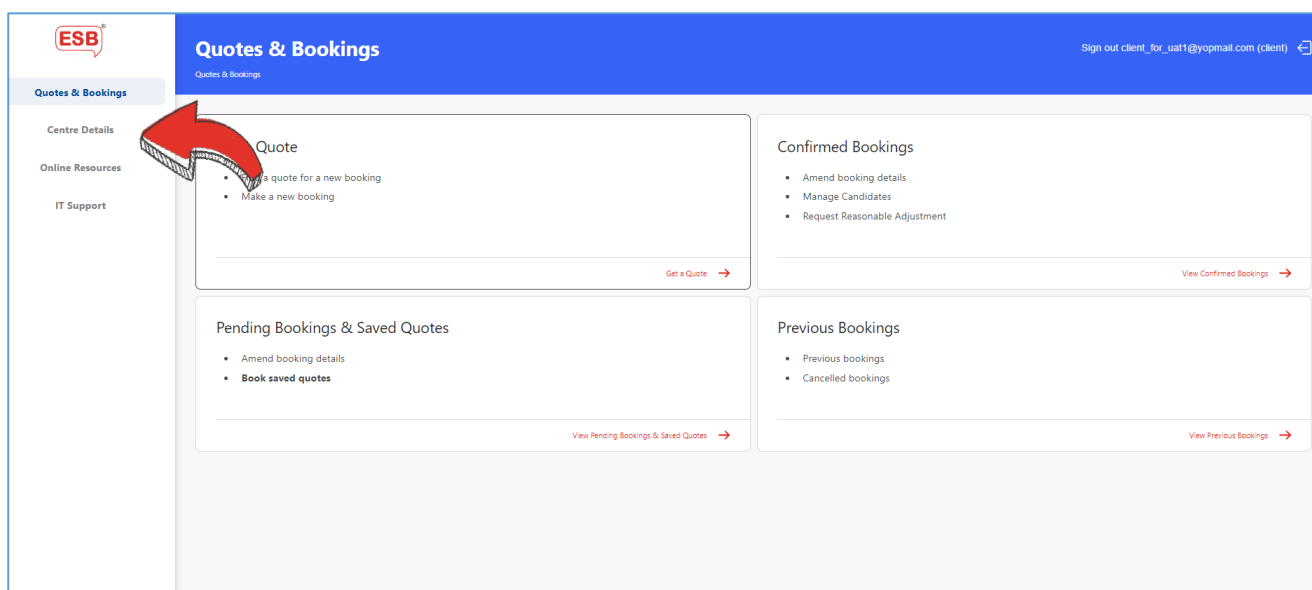 ESB®
Quotes & Bookings
Centre Details
Online Resources
IT Support
Quotes & Bookings
Quotes & Bookings
Sign out client_for_uat1@yopmail.com (client)
Quote
a quote for a new booking
Make a new booking
Get a Quote
Confirmed Bookings
Amend booking details
Manage Candidates
Request Reasonable Adjustment
View Confirmed Bookings
Pending Bookings & Saved Quotes
Amend booking details
Book saved quotes
View Pending Bookings & Saved Quotes
Previous Bookings
Previous bookings
Cancelled bookings
View Previous Bookings